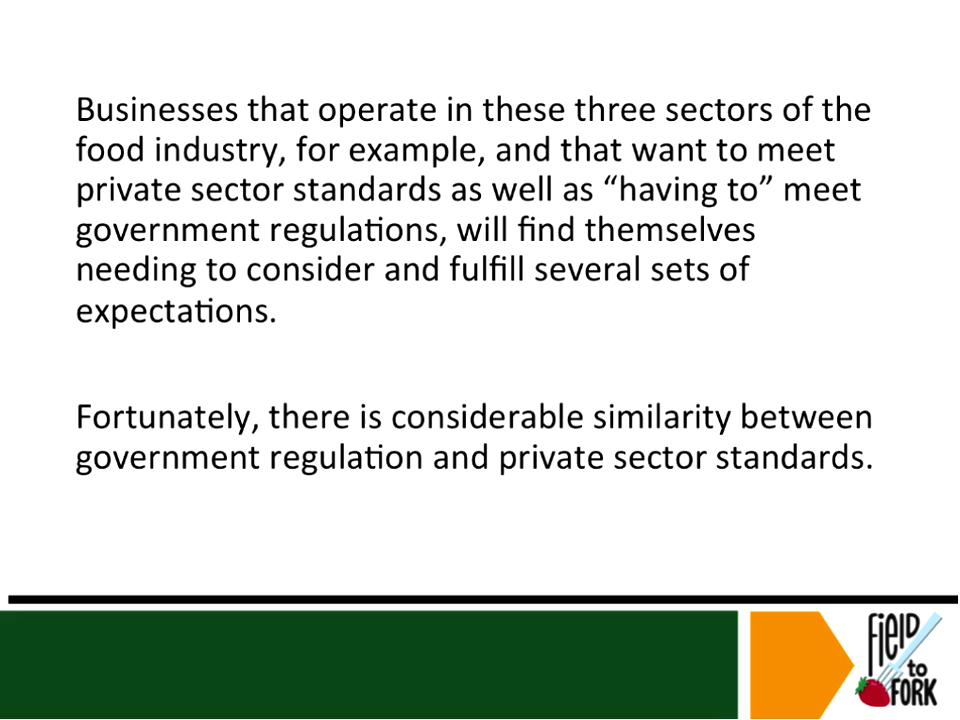 Businesses that operate in these three sectors of the
food industry, for example, and that want to meet
private sector standards as well as “having to” meet
government regulations, will find themselves
needing to consider and fulfill several sets of
expectations.
Fortunately, there is considerable similarity between
government regulation and private sector standards.
FiElD
to
FORK